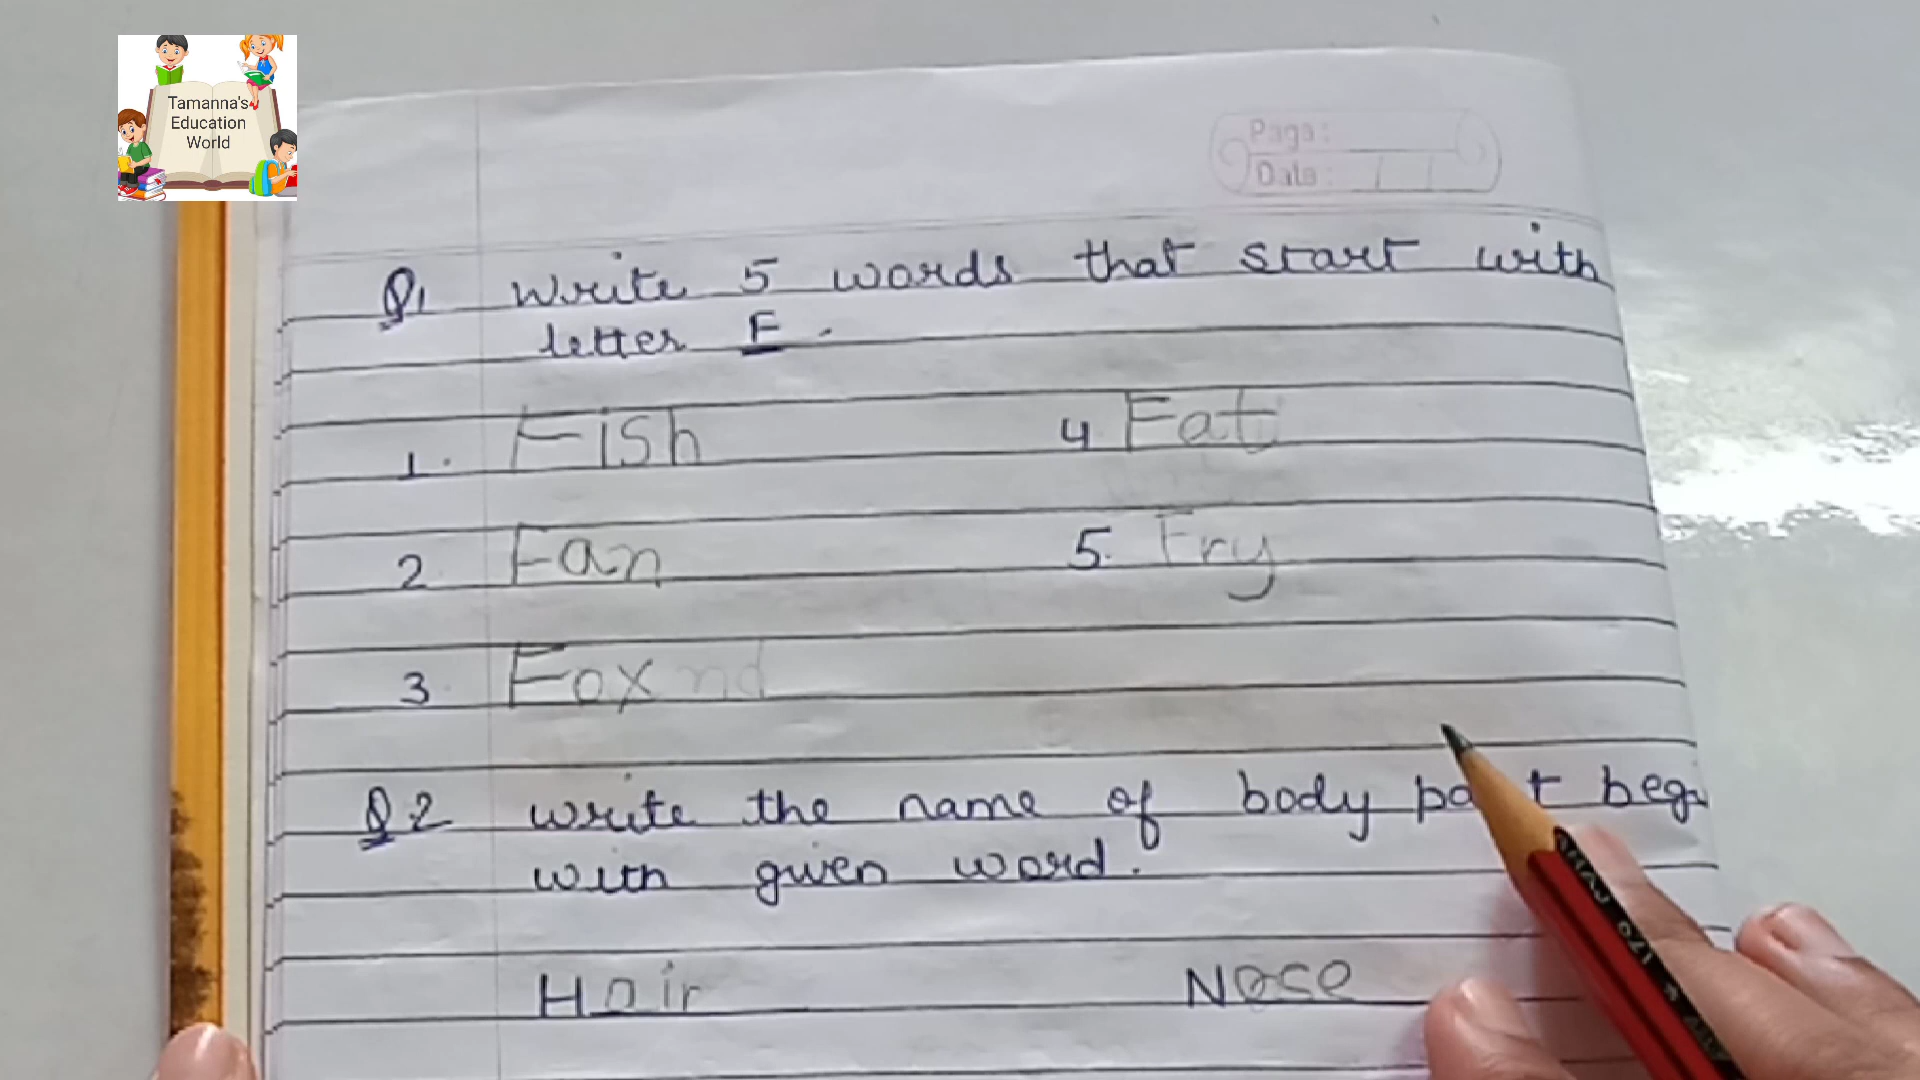 Tamanna's
Education
World
Page:
Date:
Q1 Write 5 words that start with
letter F.
1. Fish 4 Fat
2 Fan 5. Fry
3 Fox
Q2 write the name of body part
with given word.
Hair Nose